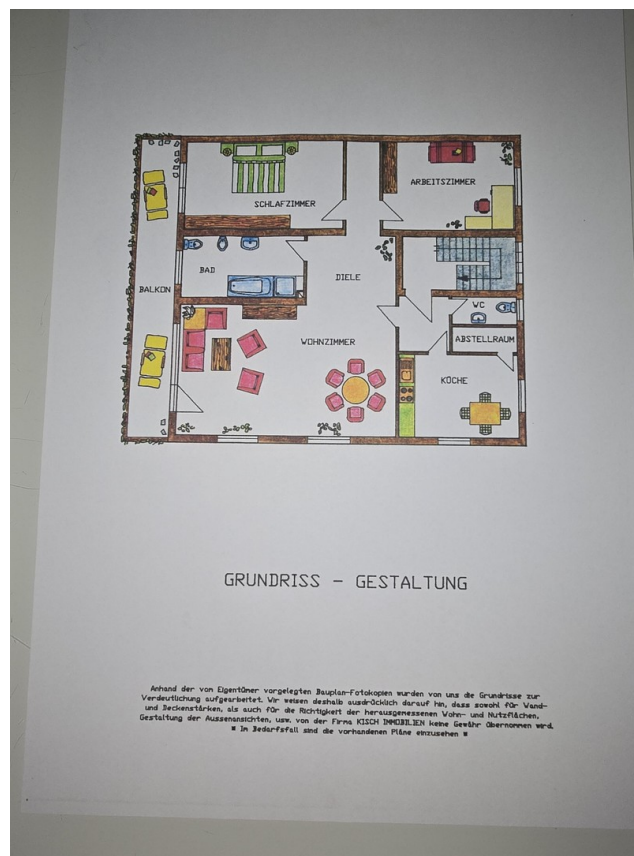 SCHLAFZIMMER
ARBEITSZIMMER
BAD
DIELE
BALKON
WC
WOHNZIMMER
ABSTELLRAUM
KÜCHE
GRUNDRISS - GESTALTUNG
Anhand der vom Eigentümer vorgelegten Bauplan-Fotokopien wurden von uns die Grundrisse zur
Verdeutlichung aufgearbeitet. Wir weisen deshalb ausdrücklich darauf hin, dass sowohl für Wand-
und Deckenstärken, als auch für die Richtigkeit der herausgemessenen Wohn- und Nutzflächen,
Gestaltung der Aussenansichten, usw. von der Firma KISCH IMMOBILIEN keine Gewähr übernommen wird.
* Im Bedarfsfall sind die vorhandenen Pläne einzusehen *